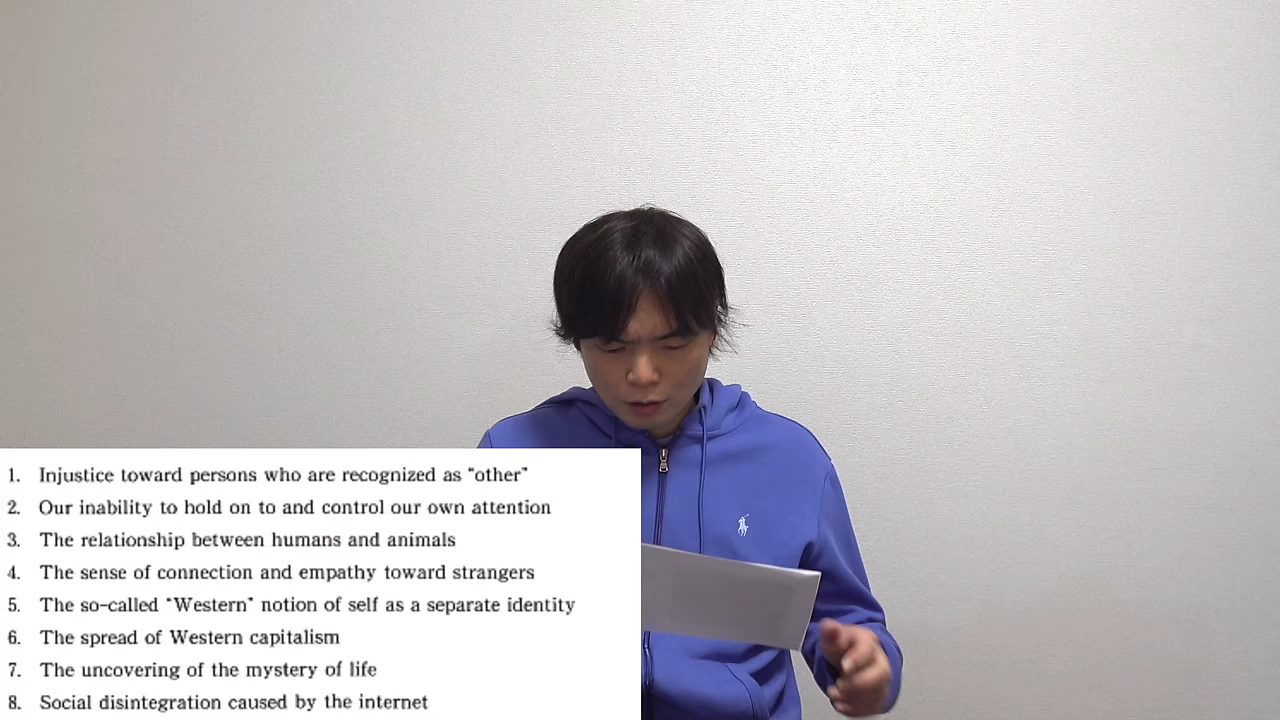 1. Injustice toward persons who are recognized as "other"
2. Our inability to hold on to and control our own attention
3. The relationship between humans and animals
4. The sense of connection and empathy toward strangers
5. The so-called "Western" notion of self as a separate identity
6. The spread of Western capitalism
7. The uncovering of the mystery of life
8. Social disintegration caused by the internet